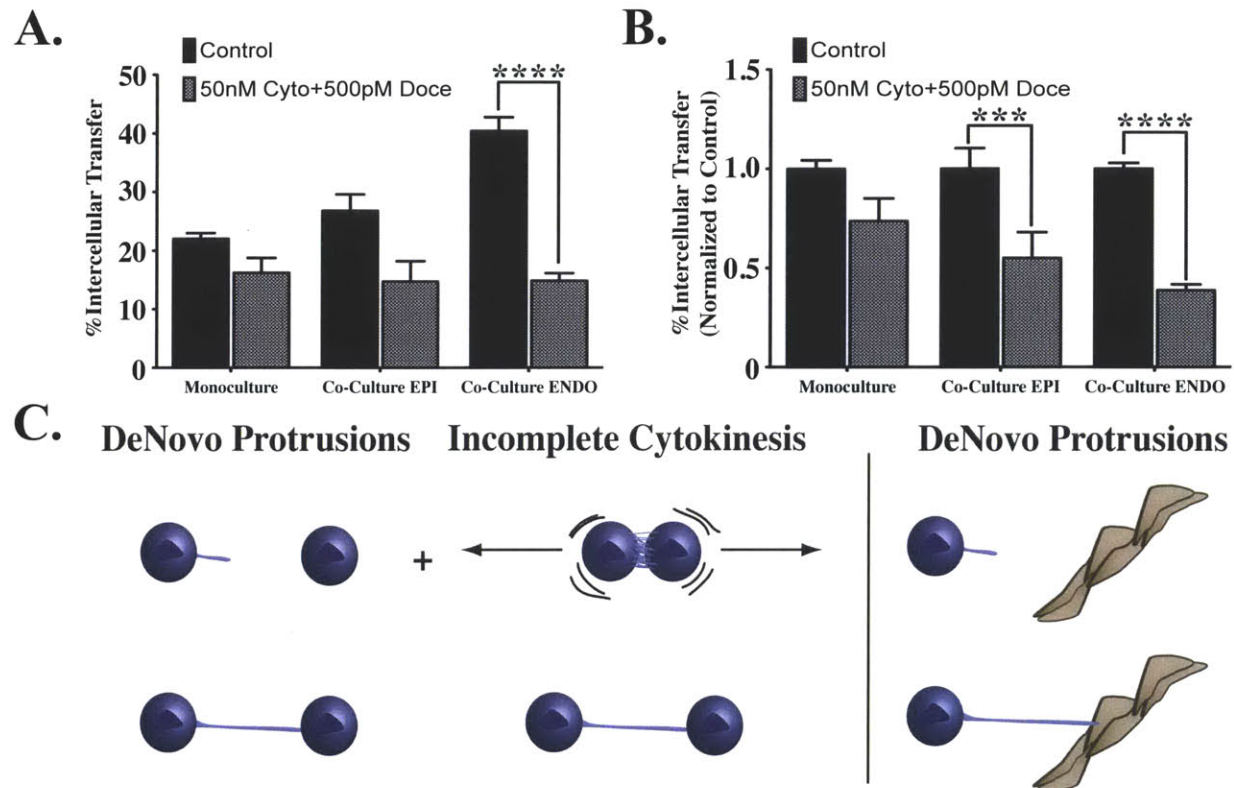 A.
Control
50nM Cyto+500pM Doce
****
%Intercellular Transfer
50
40
30
20
10
0
Monoculture
Co-Culture EPI
Co-Culture ENDO
B.
Control
50nM Cyto+500pM Doce
***
****
%Intercellular Transfer
(Normalized to Control)
1.5
1.0
0.5
0
Monoculture
Co-Culture EPI
Co-Culture ENDO
C.
DeNovo Protrusions
Incomplete Cytokinesis
DeNovo Protrusions
+